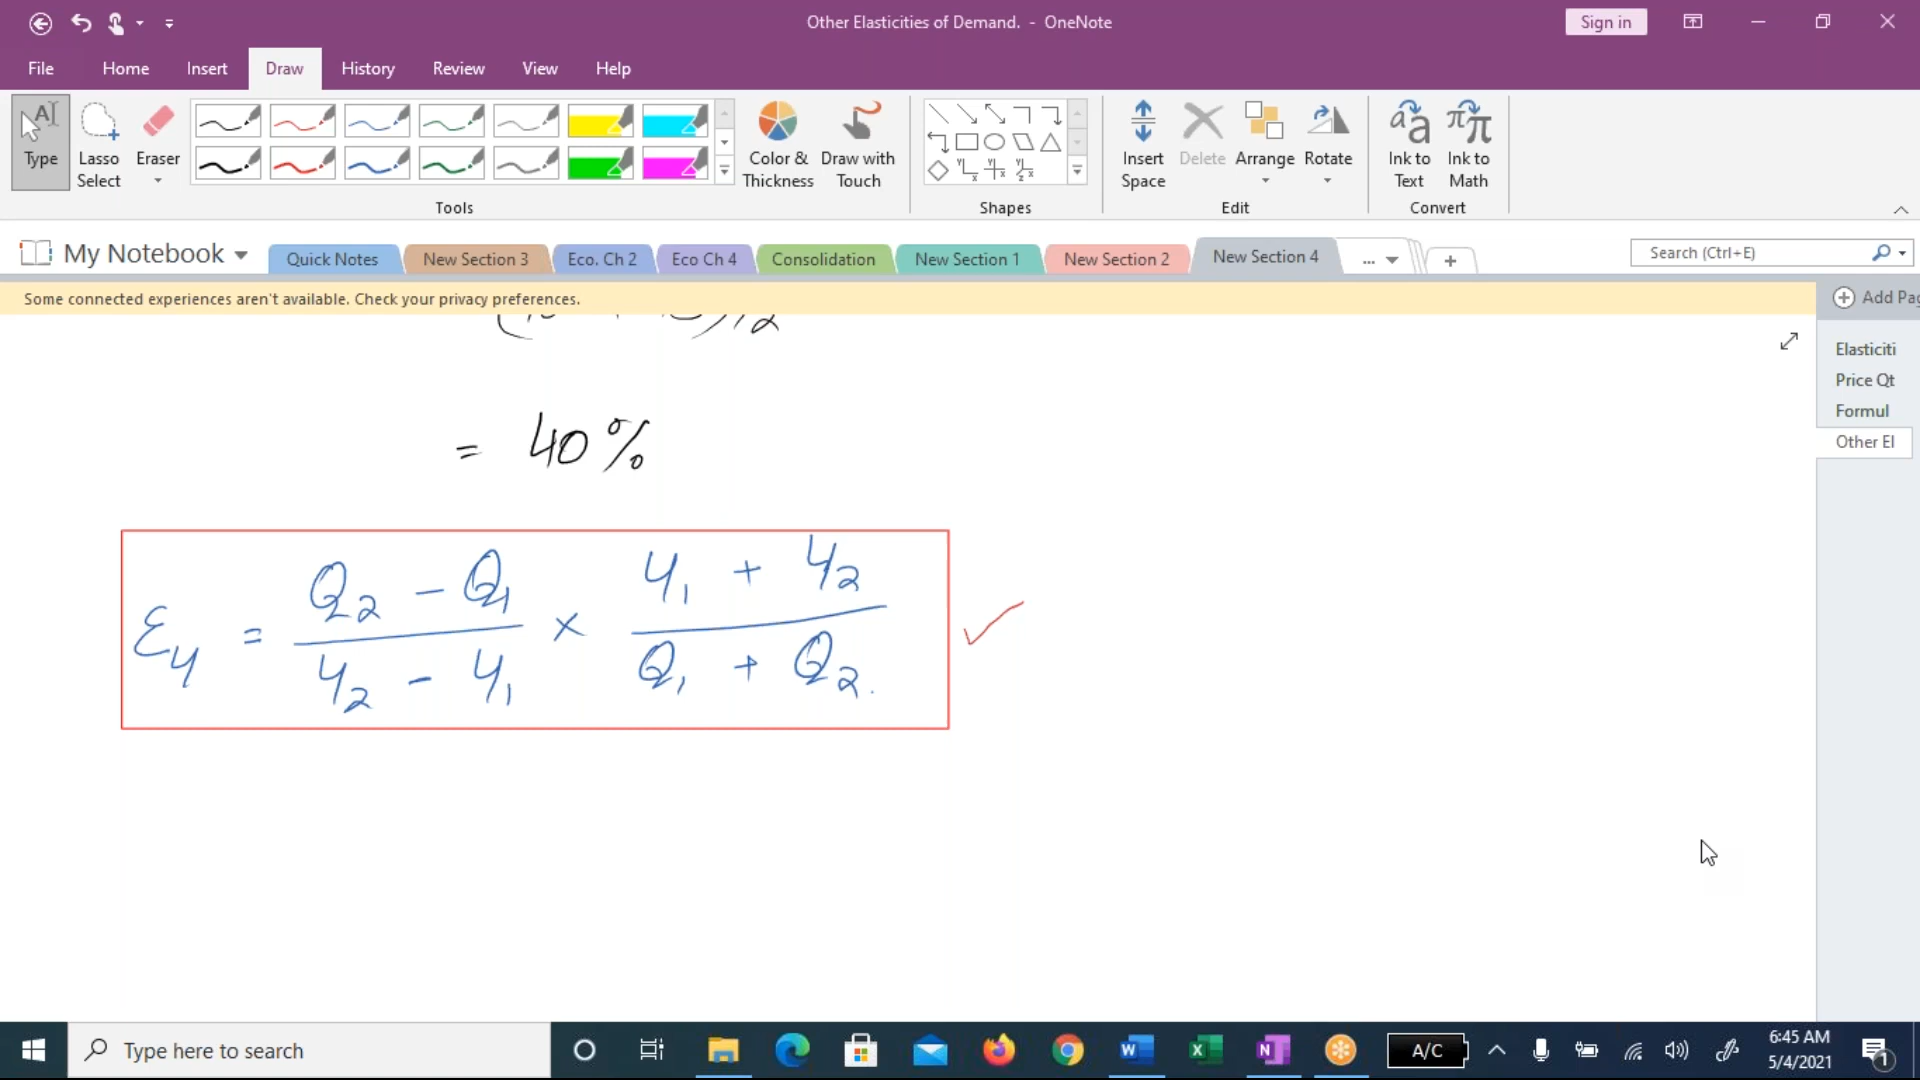 Other Elasticities of Demand. - OneNote
Sign in
File Home Insert Draw History Review View Help
Type
Lasso Select
Eraser
Color & Thickness
Draw with Touch
Insert Space
Delete
Arrange
Rotate
Ink to Text
Ink to Math
Tools
Shapes
Edit
Convert
My Notebook
Quick Notes
New Section 3
Eco. Ch 2
Eco Ch 4
Consolidation
New Section 1
New Section 2
New Section 4
...
Search (Ctrl+E)
Some connected experiences aren't available. Check your privacy preferences.
Add Pag
Elasticiti
Price Qt
Formul
Other El
= 40%
Ɛy = (Q₂ - Q₁)/(Y₂ - Y₁) × (Y₁ + Y₂)/(Q₁ + Q₂).
Type here to search
A/C
6:45 AM
5/4/2021
1